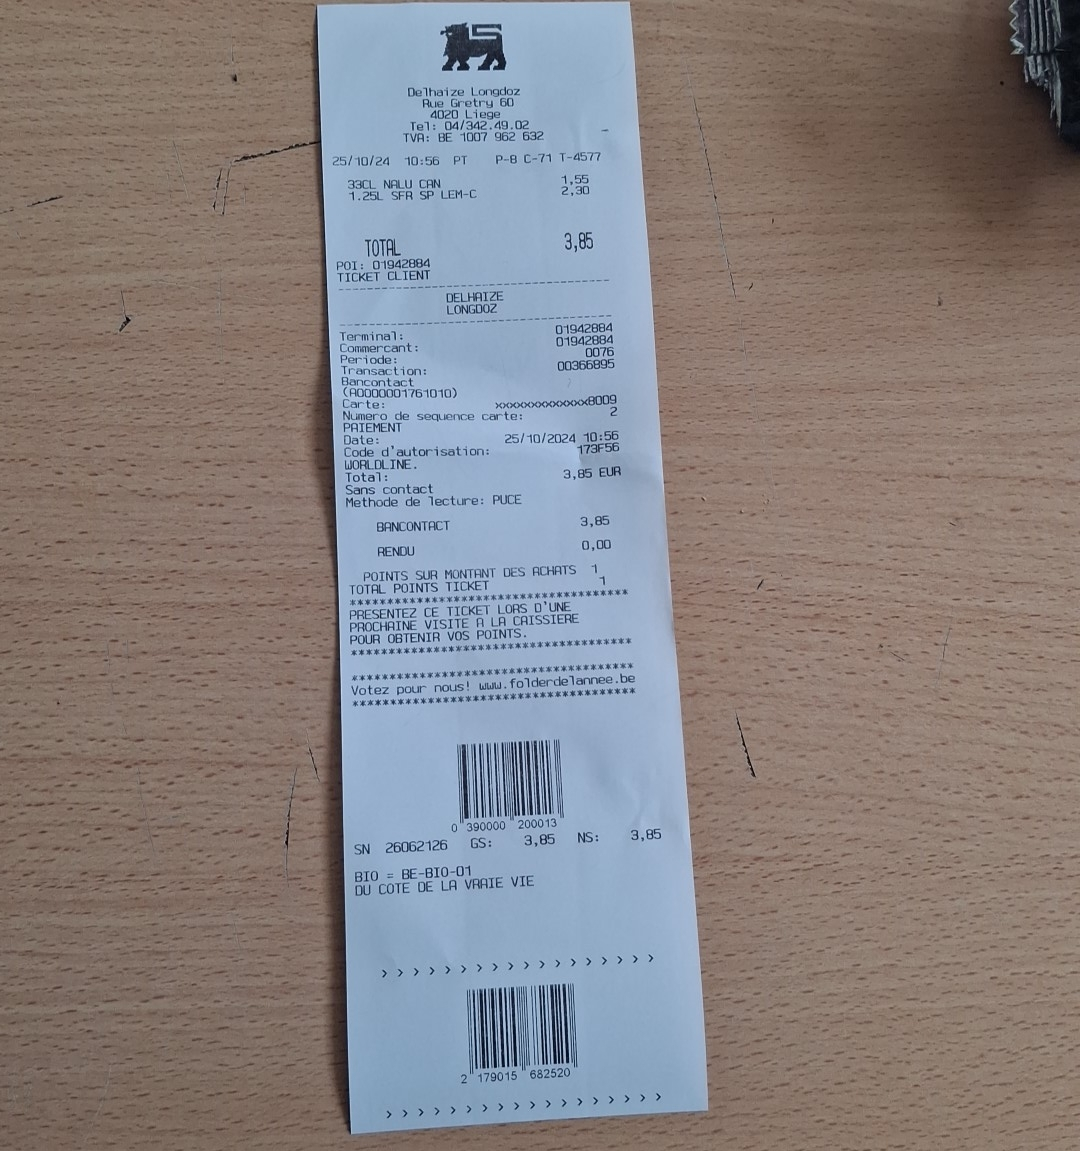 Delhaize Longdoz
Rue Gretry 60
4020 Liege
Tel: 04/342.49.02
TVA: BE 1007 962 632
25/10/24 10:56 PT P-8 C-71 T-4577
33CL NALU CAN 1,55
1.25L SFR SP LEM-C 2,30
TOTAL 3,85
POI: 01942884
TICKET CLIENT
DELHAIZE
LONGDOZ
Terminal: 01942884
Commercant: 01942884
Periode: 0076
Transaction: 00366895
Bancontact
(A0000001761010)
Carte: xxxxxxxxxxxxx8009
Numero de sequence carte: 2
PAIEMENT
Date: 25/10/2024 10:56
Code d'autorisation: 173F56
WORLDLINE.
Total: 3,85 EUR
Sans contact
Methode de lecture: PUCE
BANCONTACT 3,85
RENDU 0,00
POINTS SUR MONTANT DES ACHATS 1
TOTAL POINTS TICKET 1
************************************
PRESENTEZ CE TICKET LORS D'UNE
PROCHAINE VISITE A LA CAISSIERE
POUR OBTENIR VOS POINTS.
************************************
************************************
Votez pour nous! www.folderdelannee.be
************************************
0 390000 200013
SN 26062126 GS: 3,85 NS: 3,85
BIO = BE-BIO-01
DU COTE DE LA VRAIE VIE
> > > > > > > > > > > > > > > > > >
2 179015 682520
> > > > > > > > > > > > > > > > > >